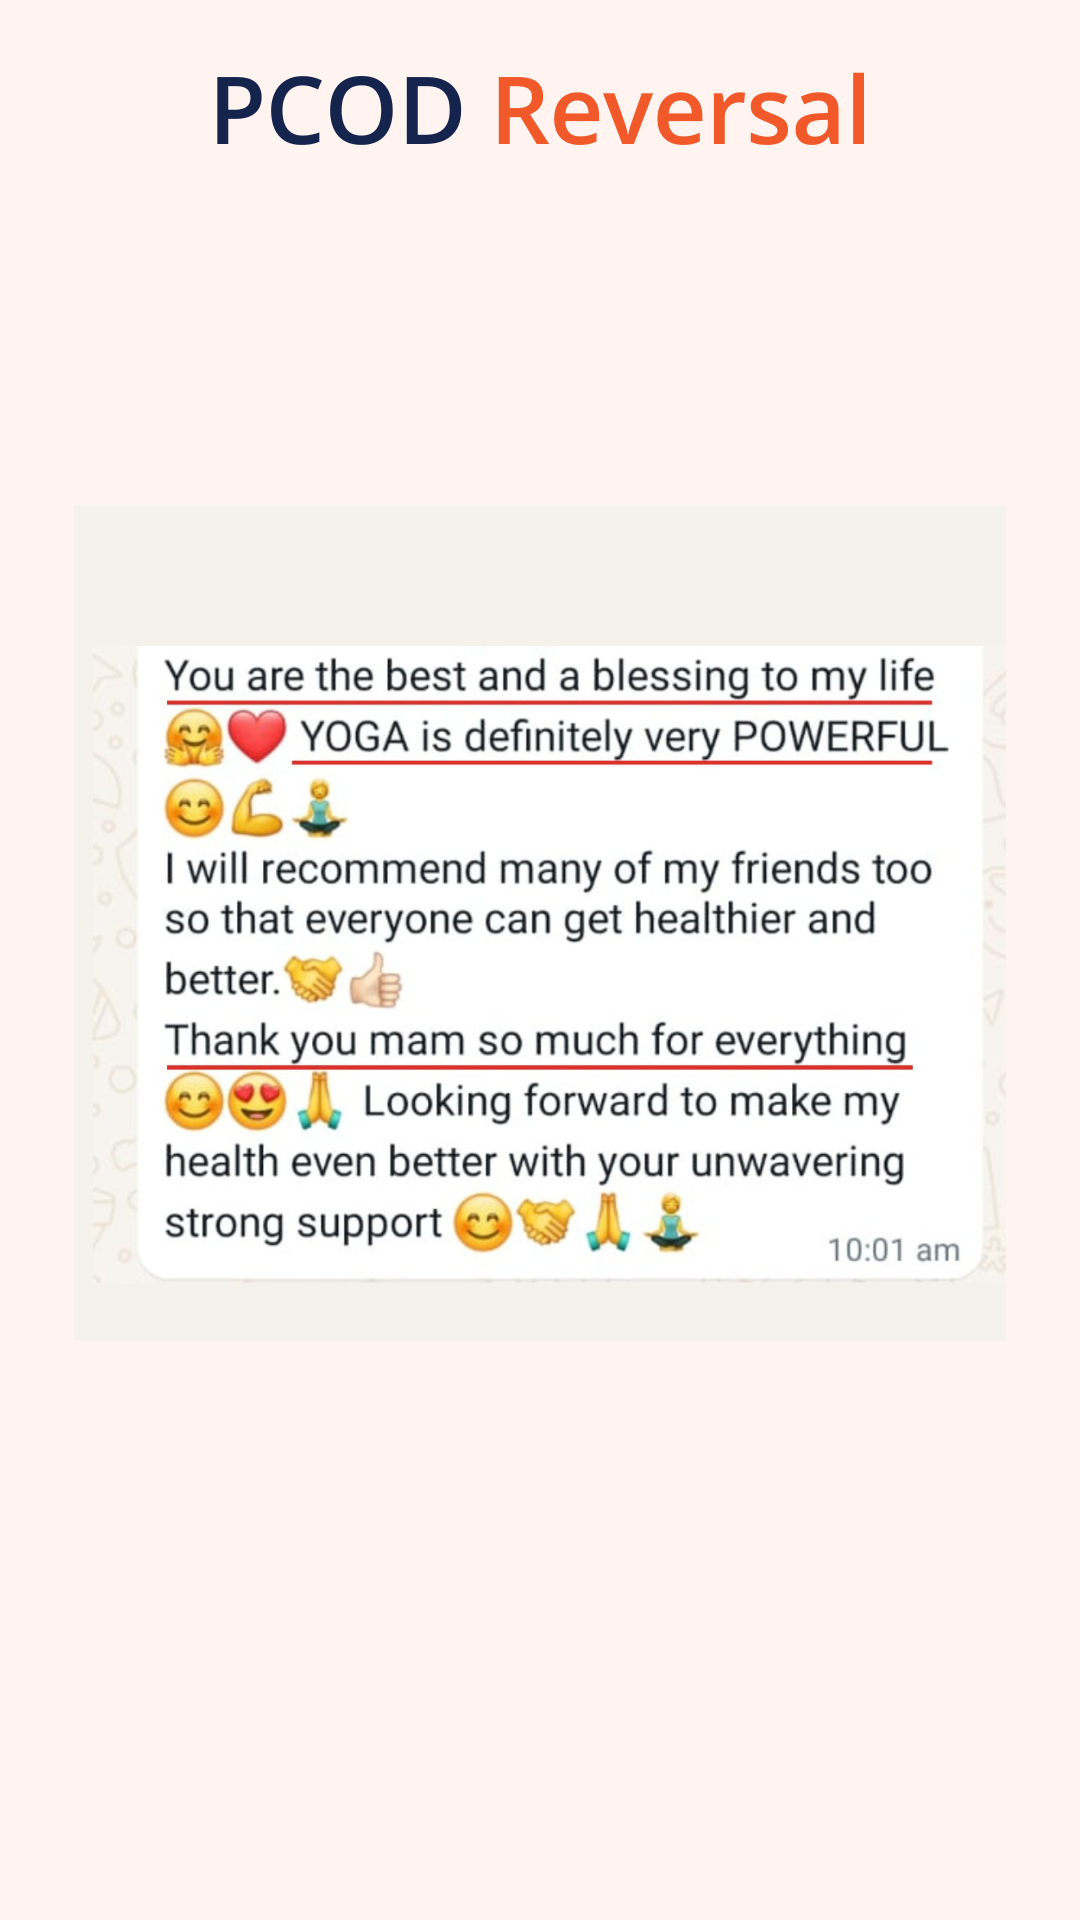 PCOD Reversal
You are the best and a blessing to my life
🤗❤️ YOGA is definitely very POWERFUL
😊💪🧘‍♂️
I will recommend many of my friends too
so that everyone can get healthier and
better.🤝👍🏻
Thank you mam so much for everything
😊😍🙏 Looking forward to make my
health even better with your unwavering
strong support 😊🤝🙏🧘‍♂️
10:01 am